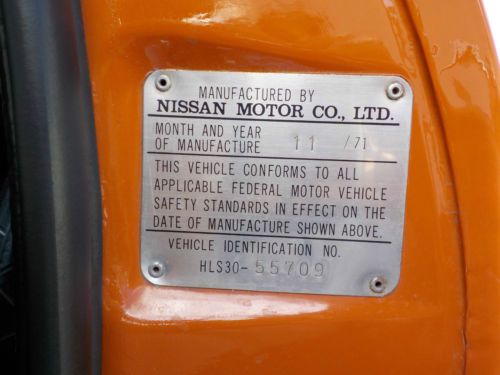 MANUFACTURED BY
NISSAN MOTOR CO., LTD.
MONTH AND YEAR
OF MANUFACTURE 11 /71
THIS VEHICLE CONFORMS TO ALL
APPLICABLE FEDERAL MOTOR VEHICLE
SAFETY STANDARDS IN EFFECT ON THE
DATE OF MANUFACTURE SHOWN ABOVE.
VEHICLE IDENTIFICATION NO.
HLS30-55709